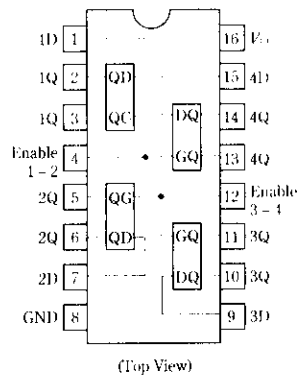 1D 1 16 Vcc
1Q 2 QD 15 4D
1Q 3 QC DQ 14 4Q
Enable
1-2 4 GQ 13 4Q
2Q 5 QG 12 Enable
3-4
2Q 6 QD GQ 11 3Q
2D 7 DQ 10 3Q
GND 8 9 3D
(Top View)